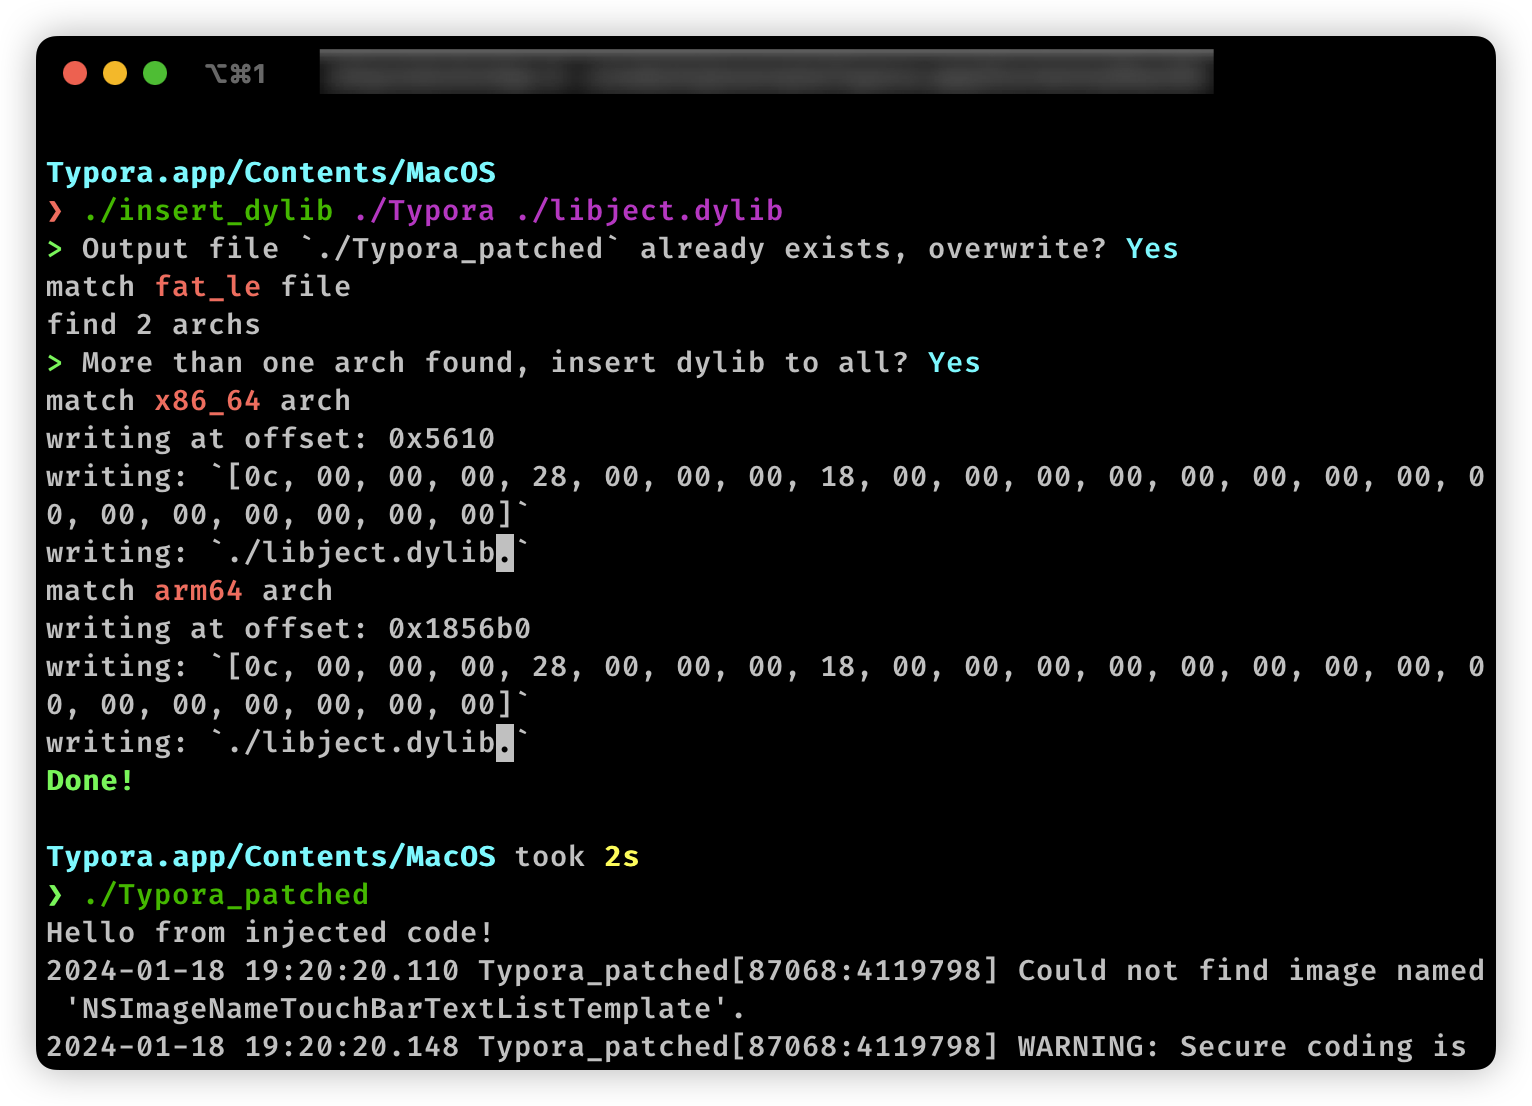 ⌥⌘1
Typora.app/Contents/MacOS
❯ ./insert_dylib ./Typora ./libject.dylib
> Output file `./Typora_patched` already exists, overwrite? Yes
match fat_le file
find 2 archs
> More than one arch found, insert dylib to all? Yes
match x86_64 arch
writing at offset: 0x5610
writing: `[0c, 00, 00, 00, 28, 00, 00, 00, 18, 00, 00, 00, 00, 00, 00, 00, 00, 0
0, 00, 00, 00, 00, 00, 00]`
writing: `./libject.dylib.`
match arm64 arch
writing at offset: 0x1856b0
writing: `[0c, 00, 00, 00, 28, 00, 00, 00, 18, 00, 00, 00, 00, 00, 00, 00, 00, 0
0, 00, 00, 00, 00, 00, 00]`
writing: `./libject.dylib.`
Done!
Typora.app/Contents/MacOS took 2s
❯ ./Typora_patched
Hello from injected code!
2024-01-18 19:20:20.110 Typora_patched[87068:4119798] Could not find image named
'NSImageNameTouchBarTextListTemplate'.
2024-01-18 19:20:20.148 Typora_patched[87068:4119798] WARNING: Secure coding is